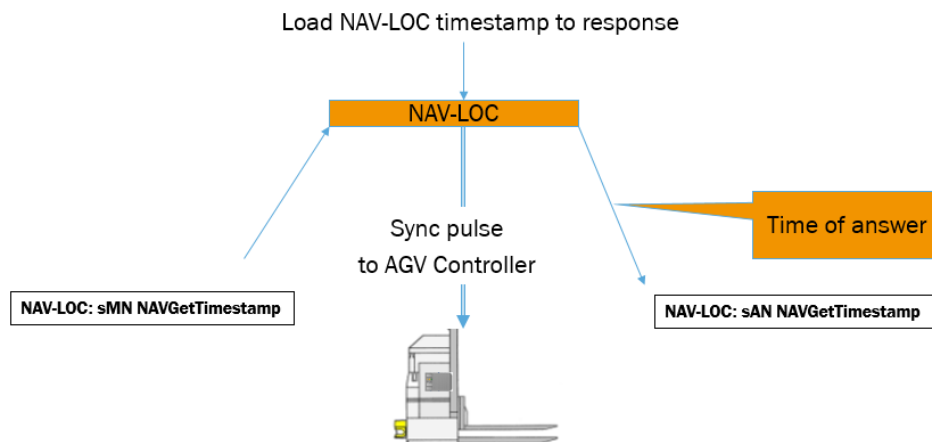 Load NAV-LOC timestamp to response
NAV-LOC
Sync pulse
to AGV Controller
Time of answer
NAV-LOC: sMN NAVGetTimestamp
NAV-LOC: sAN NAVGetTimestamp